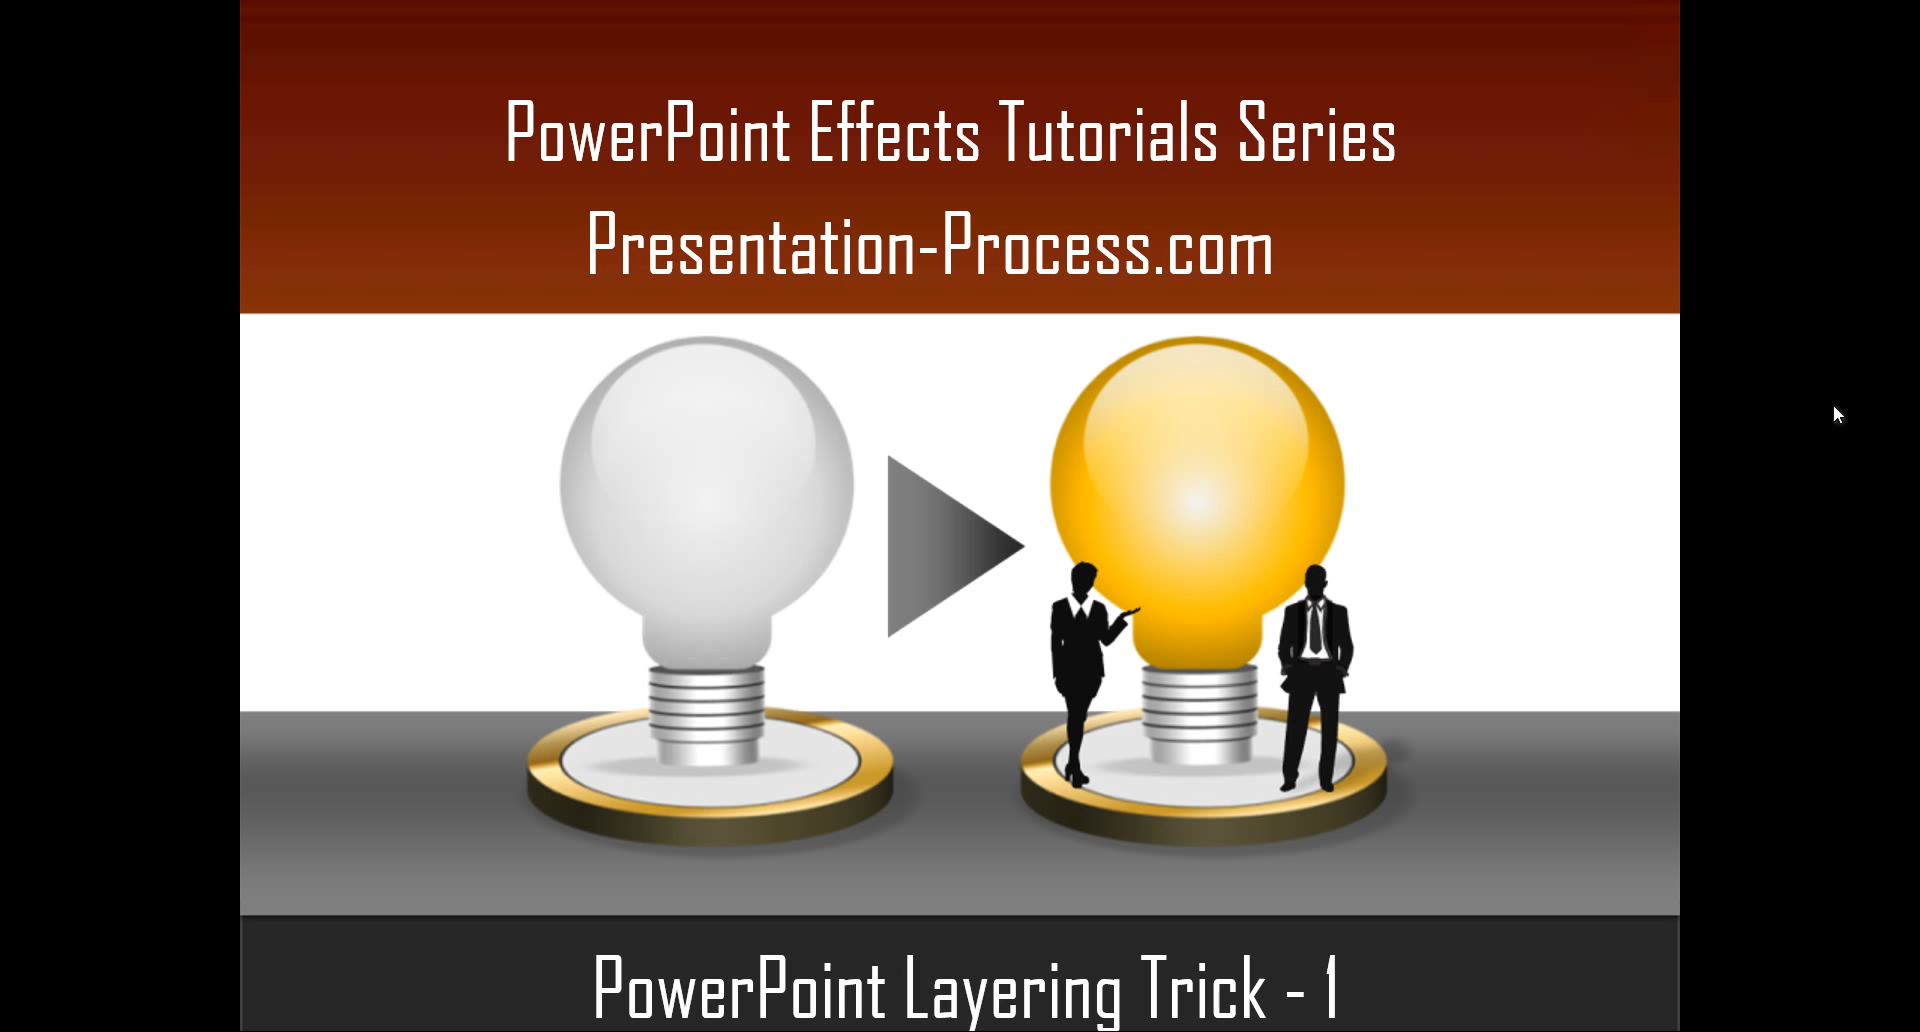 PowerPoint Effects Tutorials Series
Presentation-Process.com
PowerPoint Layering Trick - 1